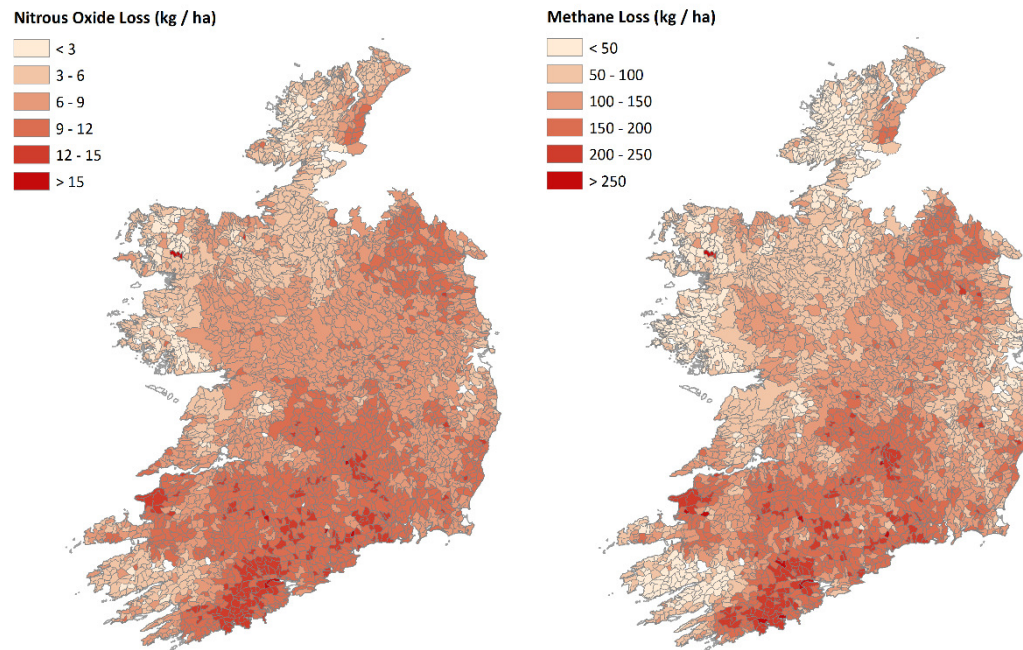 Nitrous Oxide Loss (kg / ha)
< 3
3 - 6
6 - 9
9 - 12
12 - 15
> 15
Methane Loss (kg / ha)
< 50
50 - 100
100 - 150
150 - 200
200 - 250
> 250